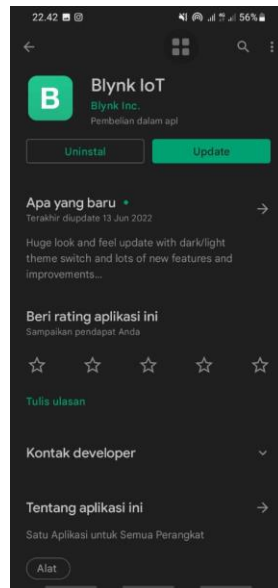 22.42
56%
B
Blynk IoT
Blynk Inc.
Pembelian dalam apl
Uninstal
Update
Apa yang baru
Terakhir diupdate 13 Jun 2022
Huge look and feel update with dark/light
theme switch and lots of new features and
improvements...
Beri rating aplikasi ini
Sampaikan pendapat Anda
Tulis ulasan
Kontak developer
Tentang aplikasi ini
Satu Aplikasi untuk Semua Perangkat
Alat